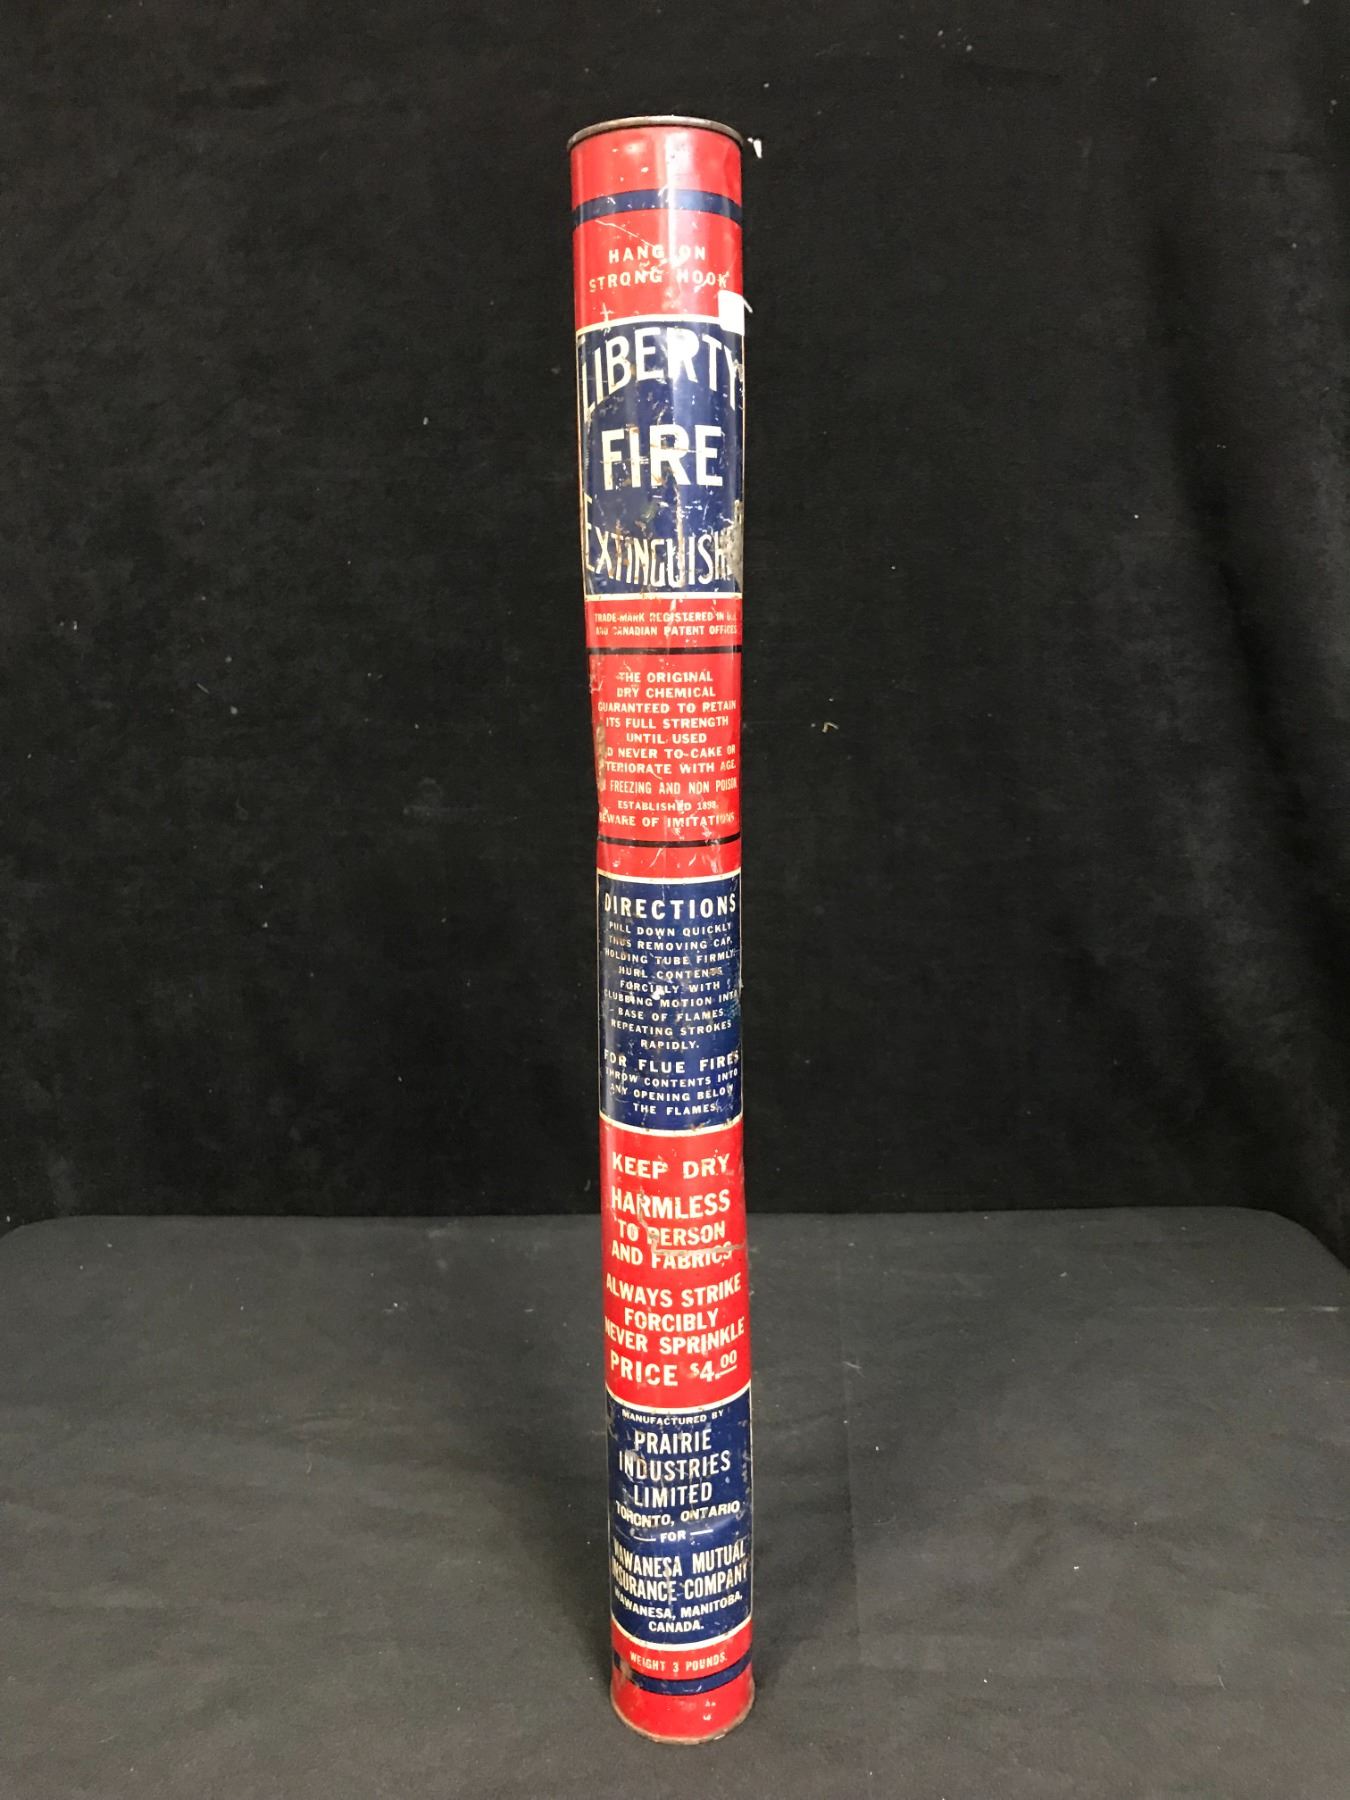 HANG ON
STRONG HOOK
LIBERTY
FIRE
EXTINGUISHE
TRADE-MARK REGISTERED IN U.S.
AND CANADIAN PATENT OFFICES
THE ORIGINAL
DRY CHEMICAL
GUARANTEED TO RETAIN
ITS FULL STRENGTH
UNTIL USED
D NEVER TO CAKE OR
TERIORATE WITH AGE.
FREEZING AND NON POISON
ESTABLISHED 1898
BEWARE OF IMITATIONS
DIRECTIONS
PULL DOWN QUICKLY
THUS REMOVING CAP.
HOLDING TUBE FIRMLY,
HURL CONTENTS
FORCIBLY WITH
CLUBBING MOTION INTO
BASE OF FLAMES
REPEATING STROKES
RAPIDLY.
FOR FLUE FIRES
THROW CONTENTS INTO
ANY OPENING BELOW
THE FLAMES.
KEEP DRY
HARMLESS
TO PERSON
AND FABRICS
ALWAYS STRIKE
FORCIBLY
NEVER SPRINKLE
PRICE $4.00
MANUFACTURED BY
PRAIRIE
INDUSTRIES
LIMITED
TORONTO, ONTARIO
FOR
WAWANESA MUTUAL
INSURANCE COMPANY
WAWANESA, MANITOBA,
CANADA.
WEIGHT 3 POUNDS.